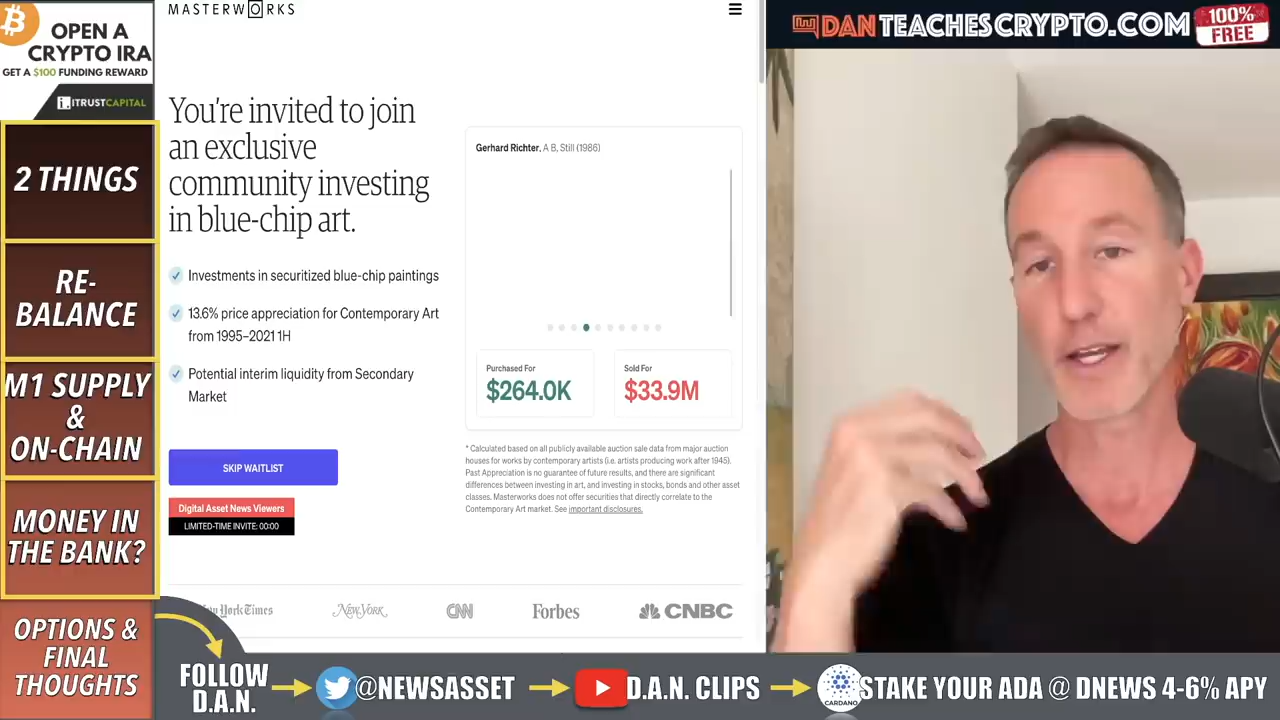 OPEN A
CRYPTO IRA
GET A $100 FUNDING REWARD
ITRUSTCAPITAL
2 THINGS
RE-
BALANCE
M1 SUPPLY
&
ON-CHAIN
MONEY IN
THE BANK?
OPTIONS &
FINAL
THOUGHTS
MASTERWORKS
You're invited to join
an exclusive
community investing
in blue-chip art.
Investments in securitized blue-chip paintings
13.6% price appreciation for Contemporary Art
from 1995–2021 1H
Potential interim liquidity from Secondary
Market
SKIP WAITLIST
Digital Asset News Viewers
LIMITED-TIME INVITE: 00:00
Gerhard Richter, A B, Still (1986)
Purchased For
$264.0K
Sold For
$33.9M
* Calculated based on all publicly available auction sale data from major auction
houses for works by contemporary artists (i.e. artists producing work after 1945).
Past Appreciation is no guarantee of future results, and there are significant
differences between investing in art, and investing in stocks, bonds and other asset
classes. Masterworks does not offer securities that directly correlate to the
Contemporary Art market. See important disclosures.
York Times
NEW YORK
CNN
Forbes
CNBC
DANTEACHESCRYPTO.COM
100%
FREE
FOLLOW
D.A.N.
@NEWSASSET
D.A.N. CLIPS
CARDANO
STAKE YOUR ADA @ DNEWS 4-6% APY